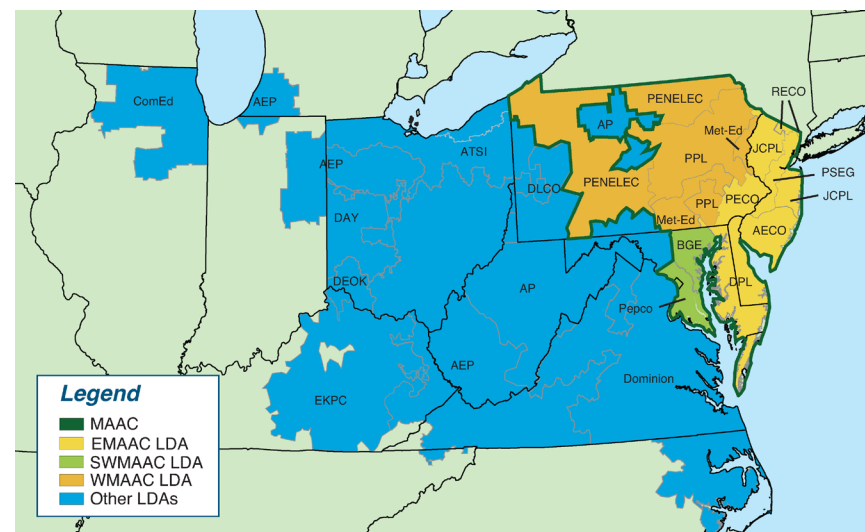 RECO
ComEd
AEP
PENELEC
AP
Met-Ed
JCPL
ATSI
AEP
PPL
PSEG
DLCO
PENELEC
JCPL
PPL
PECO
DAY
Met-Ed
AECO
BGE
DEOK
DPL
AP
Pepco
AEP
Dominion
EKPC
Legend
MAAC
EMAAC LDA
SWMAAC LDA
WMAAC LDA
Other LDAs